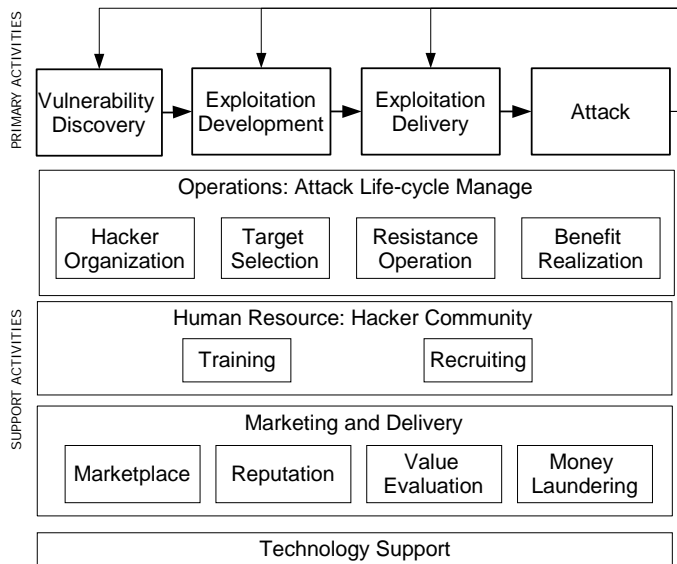 PRIMARY ACTIVITIES
Vulnerability
Discovery
Exploitation
Development
Exploitation
Delivery
Attack
SUPPORT ACTIVITIES
Operations: Attack Life-cycle Manage
Hacker
Organization
Target
Selection
Resistance
Operation
Benefit
Realization
Human Resource: Hacker Community
Training
Recruiting
Marketing and Delivery
Marketplace
Reputation
Value
Evaluation
Money
Laundering
Technology Support